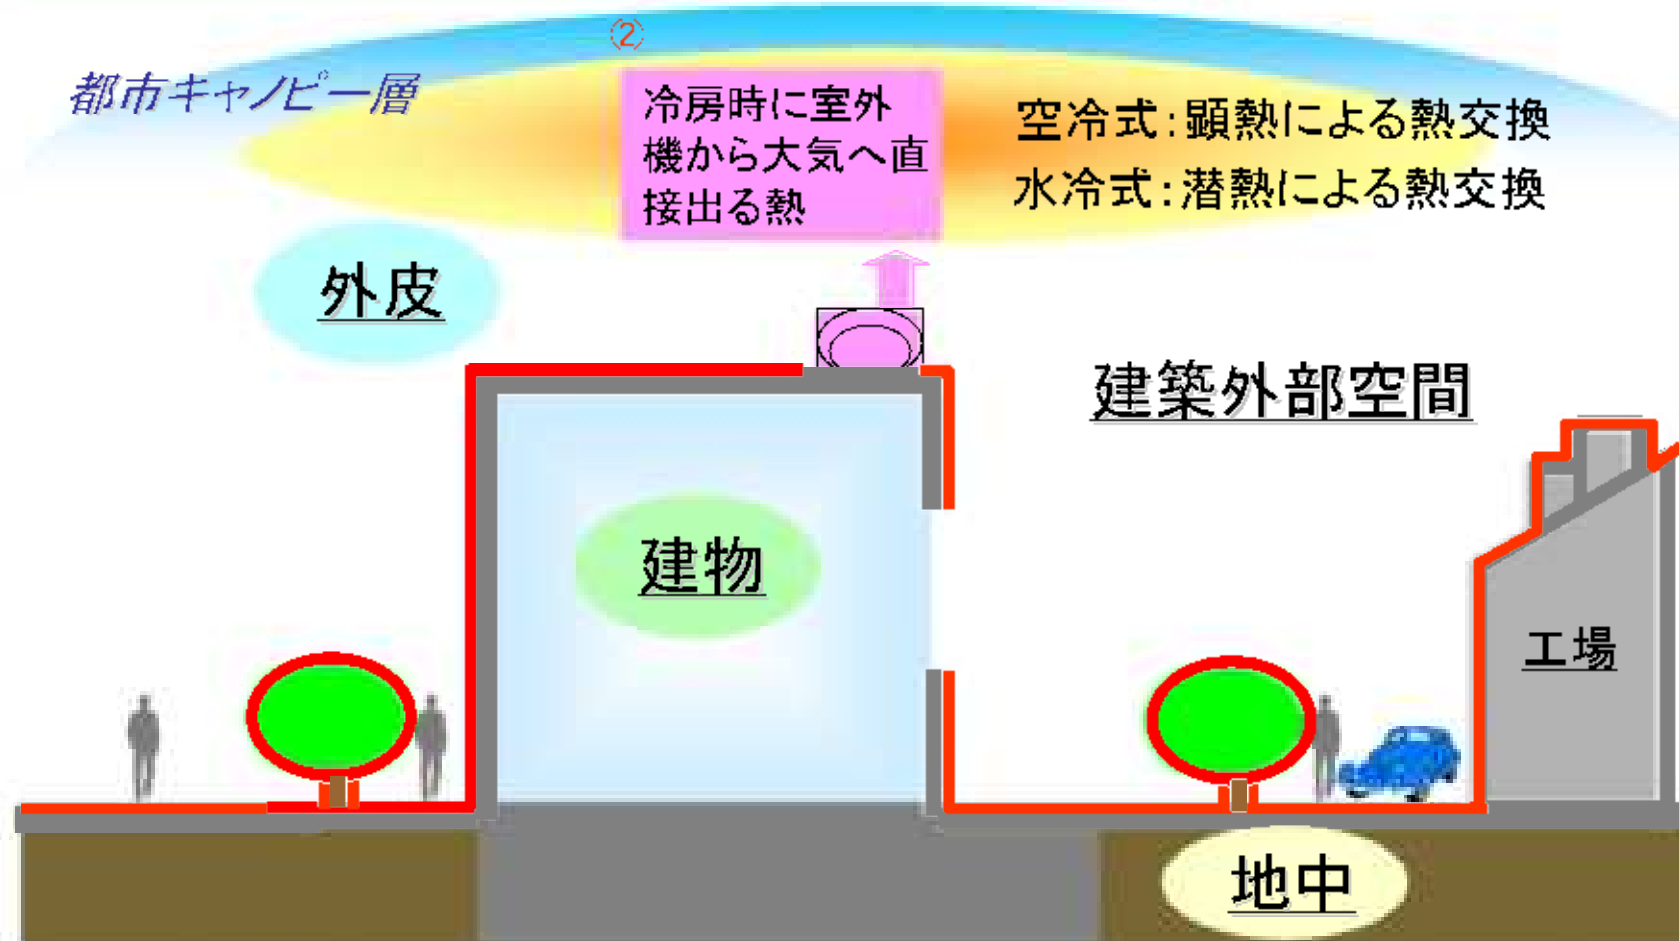 ②
都市キャノピー層
冷房時に室外
機から大気へ直
接出る熱
空冷式:顕熱による熱交換
水冷式:潜熱による熱交換
外皮
建築外部空間
建物
工場
地中